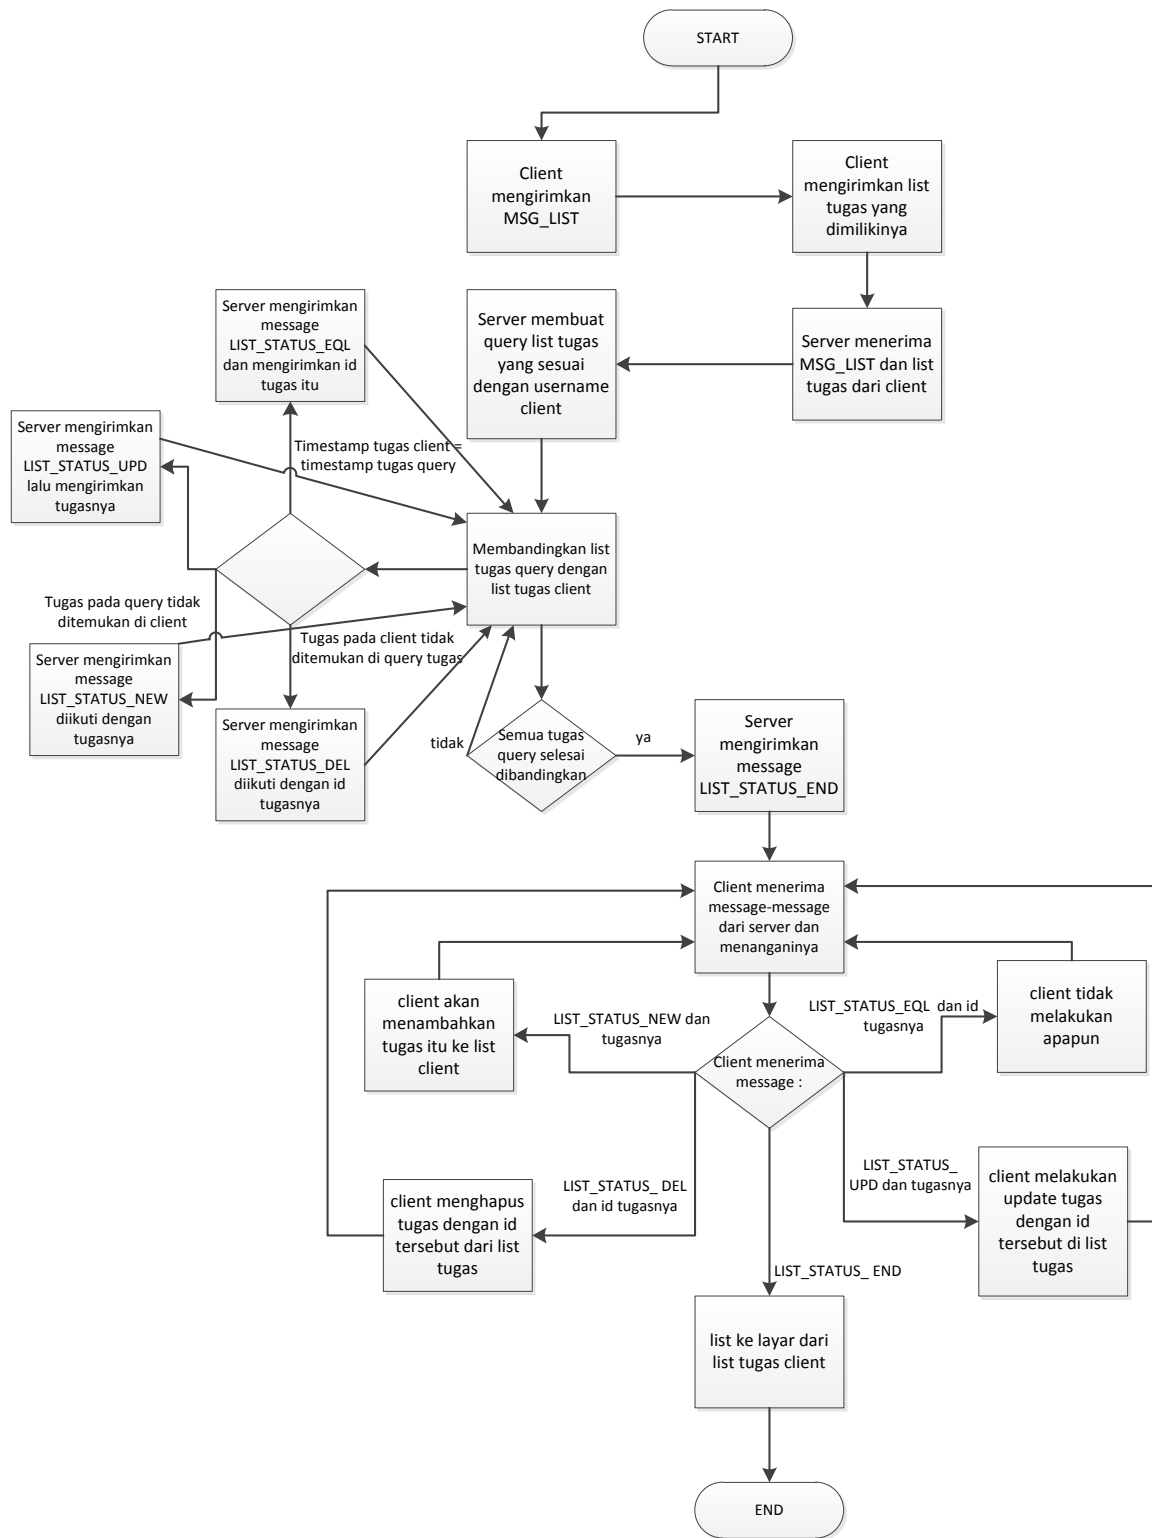 START
Client
mengirimkan
MSG_LIST
Client
mengirimkan list
tugas yang
dimilikinya
Server mengirimkan
message
LIST_STATUS_EQL
dan mengirimkan id
tugas itu
Server membuat
query list tugas
yang sesuai
dengan username
client
Server menerima
MSG_LIST dan list
tugas dari client
Server mengirimkan
message
LIST_STATUS_UPD
lalu mengirimkan
tugasnya
Timestamp tugas client =
timestamp tugas query
Membandingkan list
tugas query dengan
list tugas client
Tugas pada query tidak
ditemukan di client
Tugas pada client tidak
ditemukan di query tugas
Server mengirimkan
message
LIST_STATUS_NEW
diikuti dengan
tugasnya
Server mengirimkan
message
LIST_STATUS_DEL
diikuti dengan id
tugasnya
tidak
Semua tugas
query selesai
dibandingkan
ya
Server
mengirimkan
message
LIST_STATUS_END
Client menerima
message-message
dari server dan
menanganinya
client akan
menambahkan
tugas itu ke list
client
LIST_STATUS_NEW dan
tugasnya
LIST_STATUS_EQL dan id
tugasnya
client tidak
melakukan
apapun
Client menerima
message :
client menghapus
tugas dengan id
tersebut dari list
tugas
LIST_STATUS_ DEL
dan id tugasnya
LIST_STATUS_
UPD dan tugasnya
client melakukan
update tugas
dengan id
tersebut di list
tugas
LIST_STATUS_ END
list ke layar dari
list tugas client
END